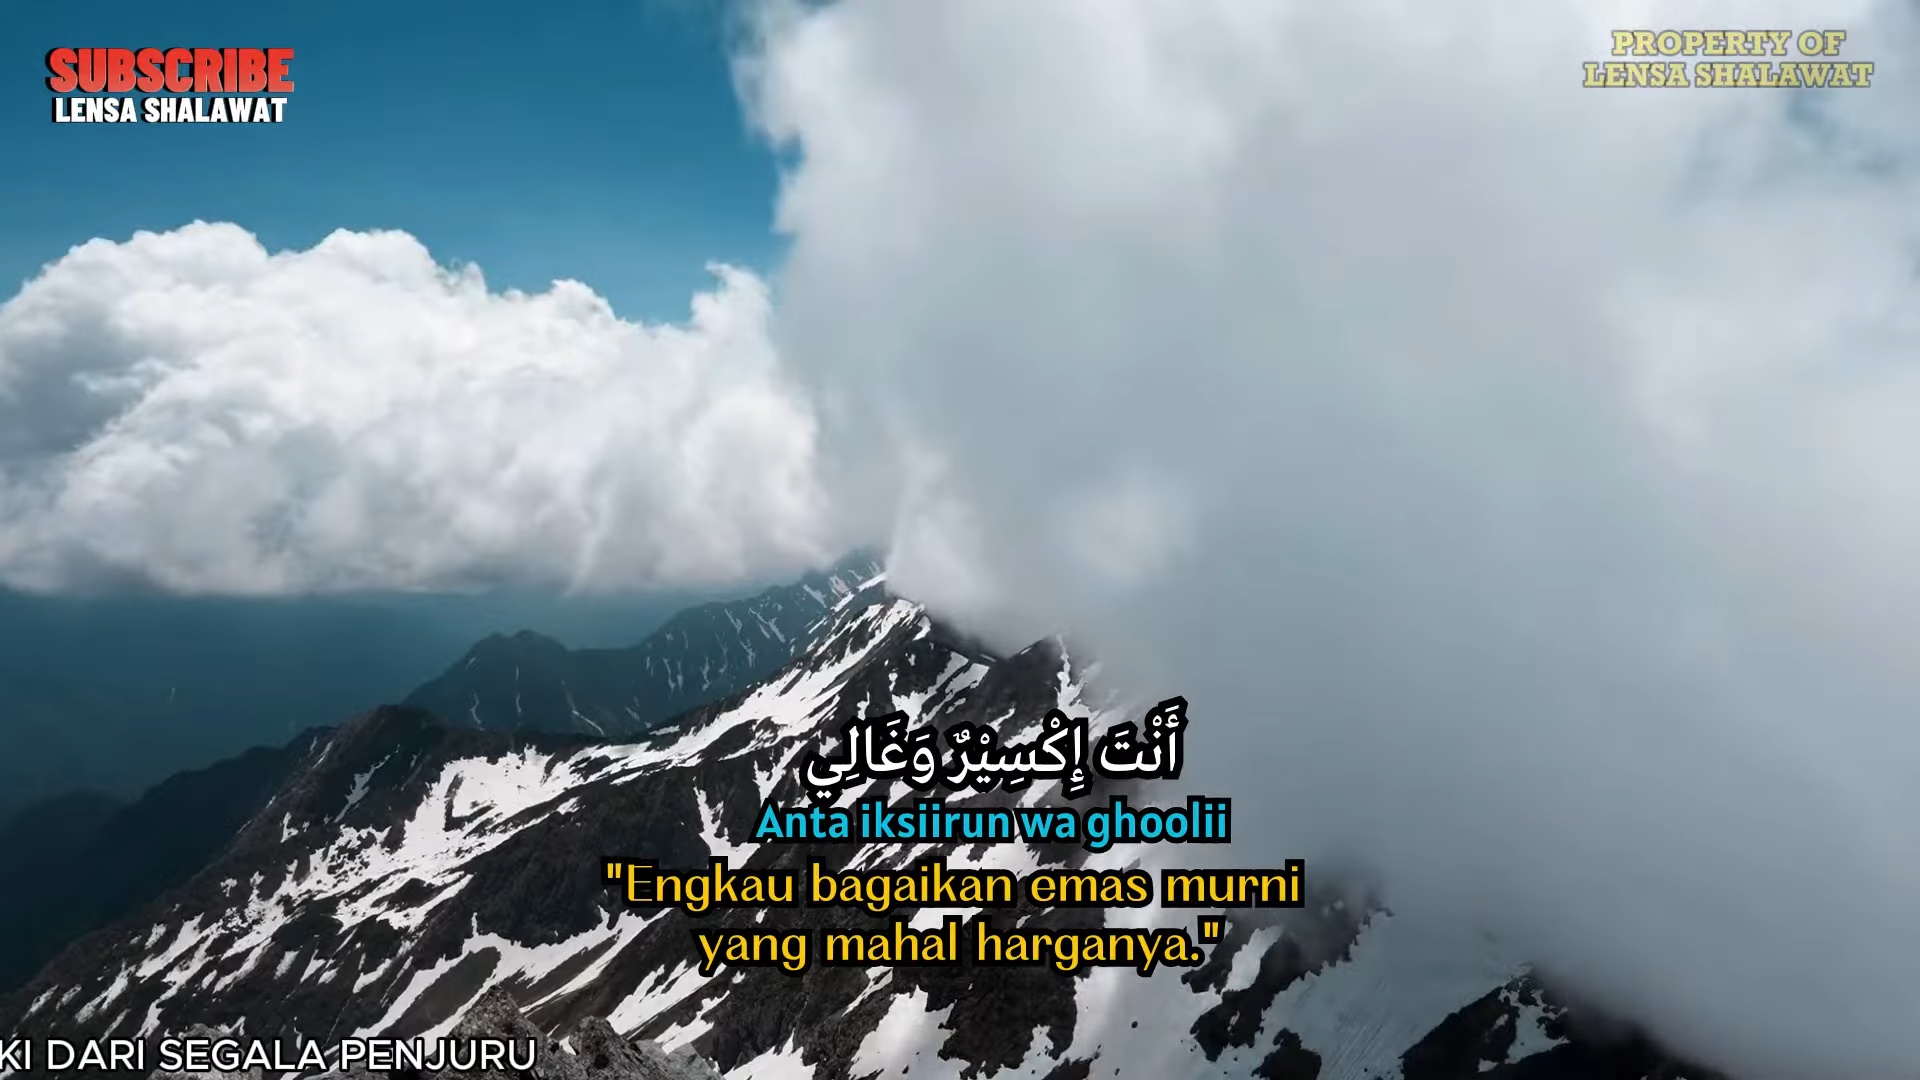 SUBSCRIBE
LENSA SHALAWAT
PROPERTY OF
LENSA SHALAWAT
أَنْتَ إِكْسِيْرٌ وَغَالِي
Anta iksiirun wa ghoolii
"Engkau bagaikan emas murni
yang mahal harganya."
KI DARI SEGALA PENJURU